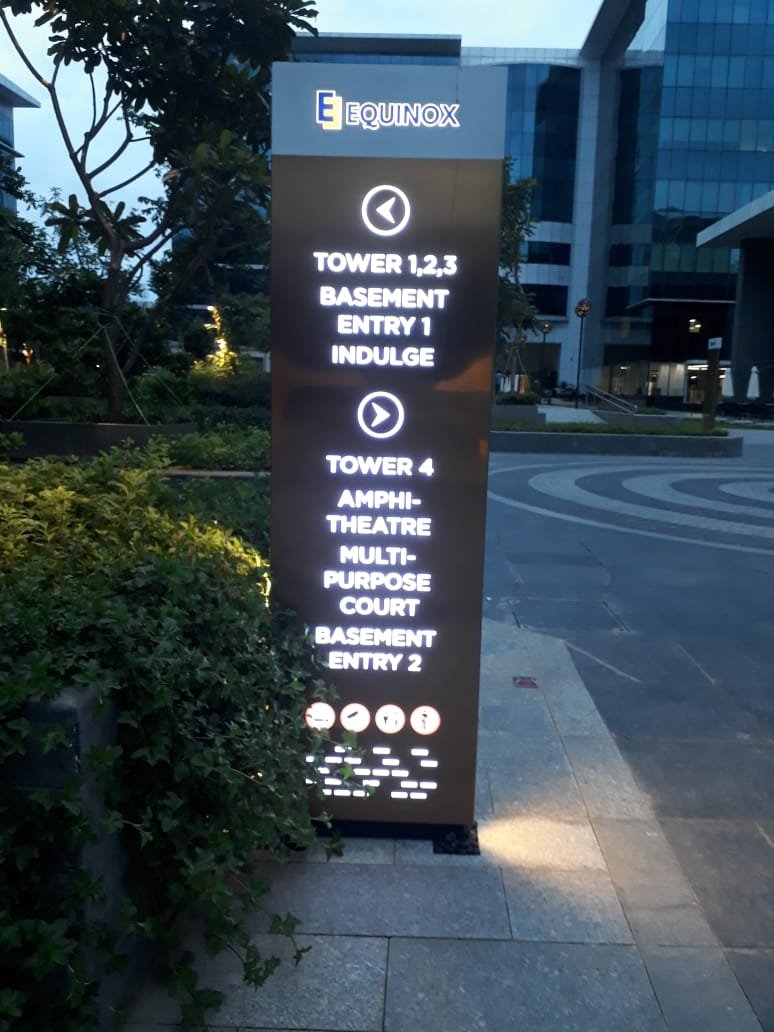 EQUINOX
TOWER 1,2,3
BASEMENT
ENTRY 1
INDULGE
TOWER 4
AMPHI-
THEATRE
MULTI-
PURPOSE
COURT
BASEMENT
ENTRY 2